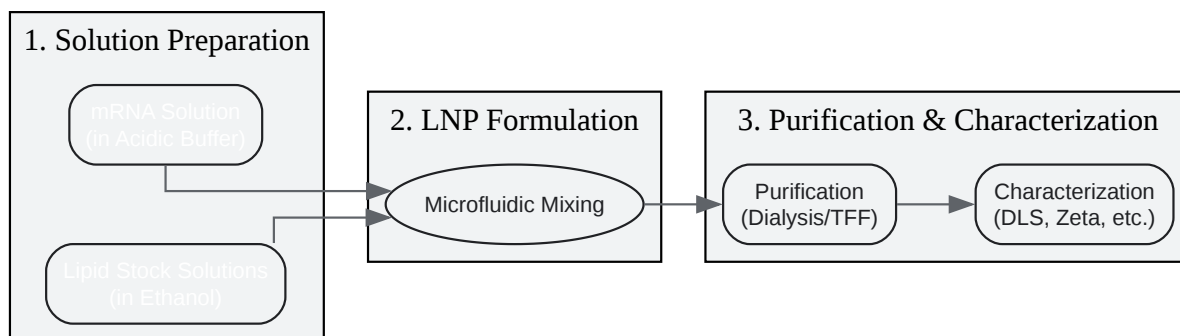 1. Solution Preparation
mRNA Solution
(in Acidic Buffer)
Lipid Stock Solutions
(in Ethanol)
2. LNP Formulation
Microfluidic Mixing
3. Purification & Characterization
Purification
(Dialysis/TFF)
Characterization
(DLS, Zeta, etc.)